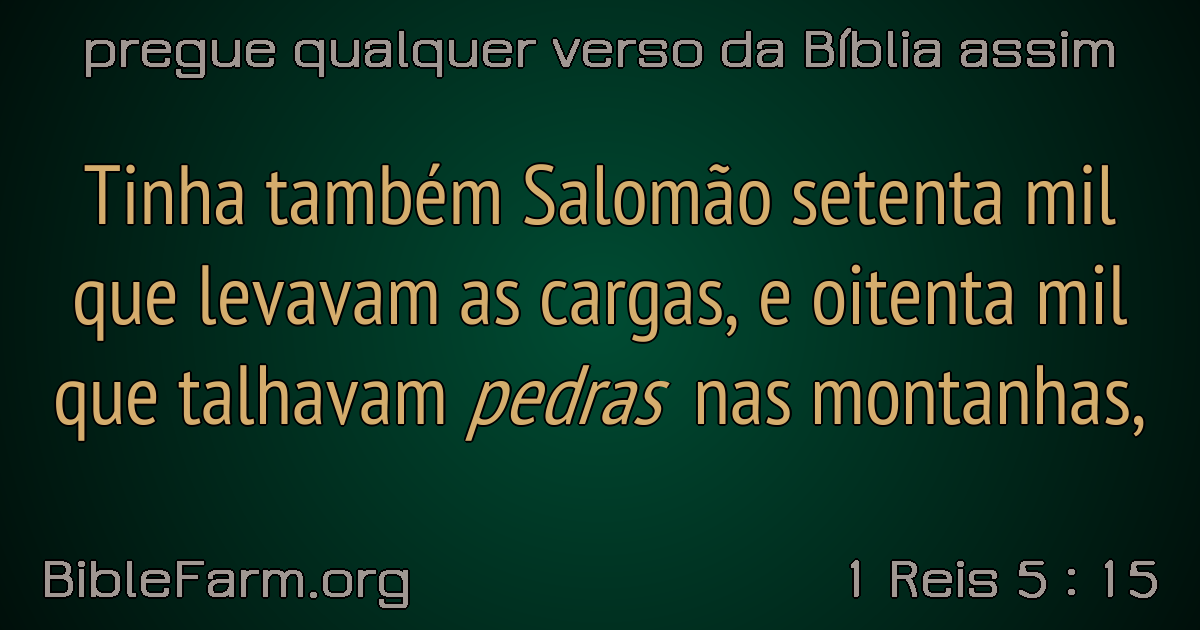 pregue qualquer verso da Bíblia assim
Tinha também Salomão setenta mil
que levavam as cargas, e oitenta mil
que talhavam pedras nas montanhas,
BibleFarm.org
1 Reis 5 : 15